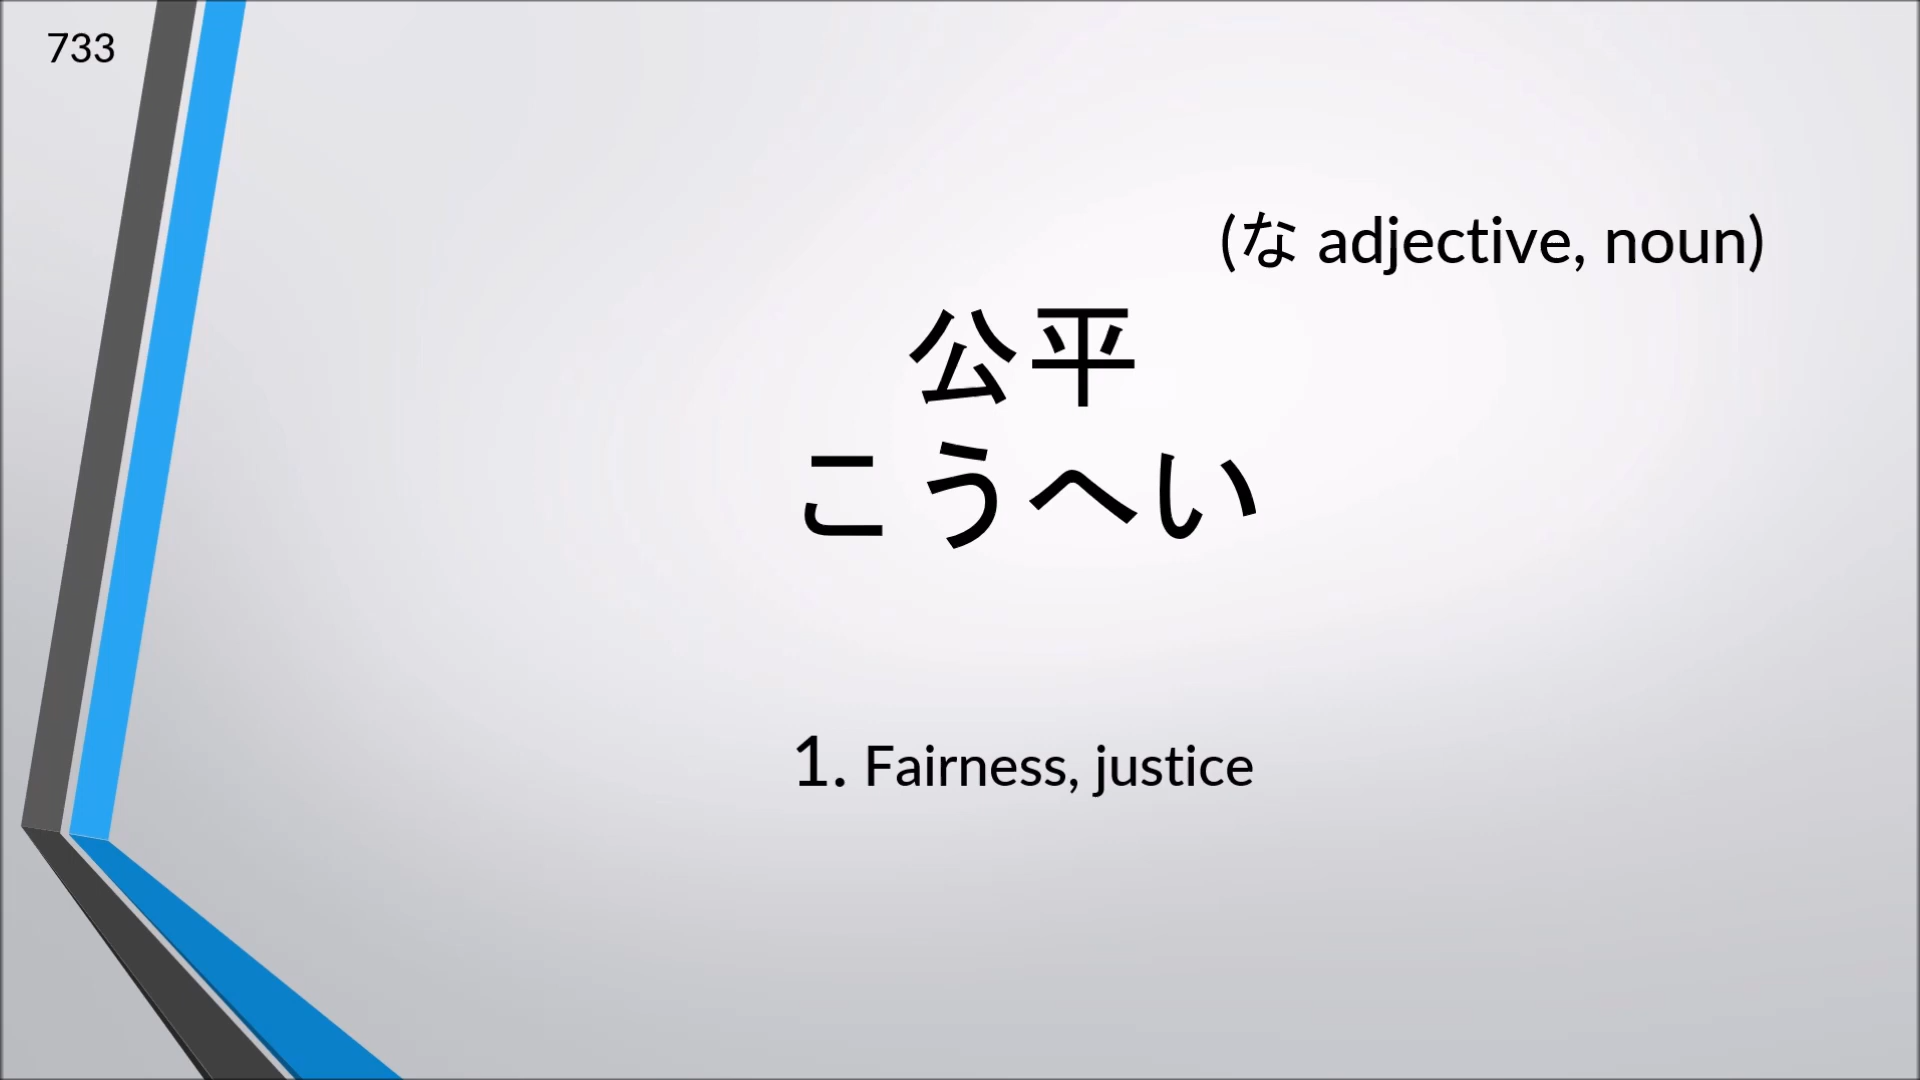 733
(な adjective, noun)
公平
こうへい
1. Fairness, justice